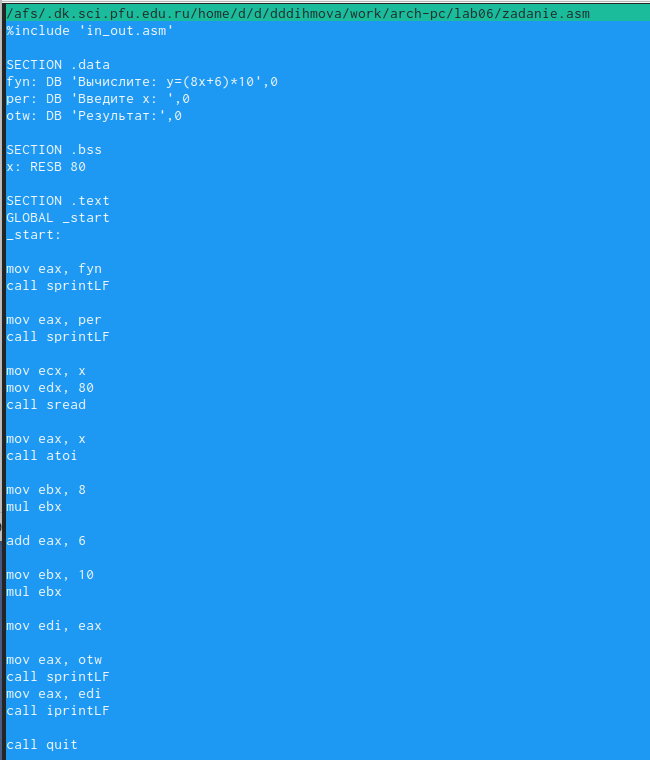 /afs/.dk.sci.pfu.edu.ru/home/d/d/dddihmova/work/arch-pc/lab06/zadanie.asm
%include 'in_out.asm'
SECTION .data
fyn: DB 'Вычислите: y=(8x+6)*10',0
per: DB 'Введите x: ',0
otw: DB 'Результат:',0
SECTION .bss
x: RESB 80
SECTION .text
GLOBAL _start
_start:
mov eax, fyn
call sprintLF
mov eax, per
call sprintLF
mov ecx, x
mov edx, 80
call sread
mov eax, x
call atoi
mov ebx, 8
mul ebx
add eax, 6
mov ebx, 10
mul ebx
mov edi, eax
mov eax, otw
call sprintLF
mov eax, edi
call iprintLF
call quit